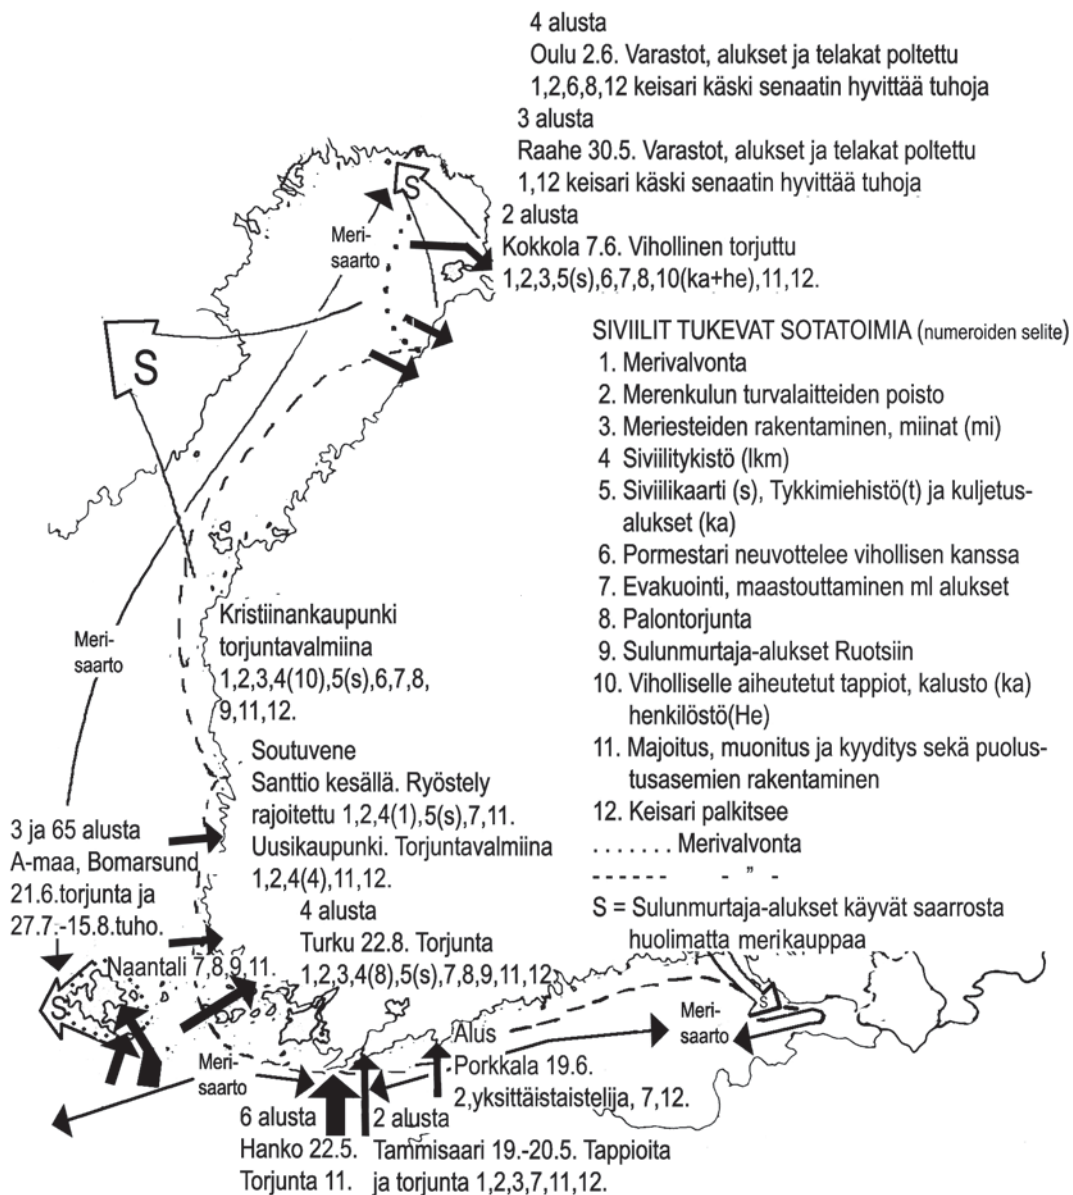 4 alusta
Oulu 2.6. Varastot, alukset ja telakat poltettu
1,2,6,8,12 keisari käski senaatin hyvittää tuhoja
3 alusta
Raahe 30.5. Varastot, alukset ja telakat poltettu
1,12 keisari käski senaatin hyvittää tuhoja
2 alusta
Kokkola 7.6. Vihollinen torjuttu
1,2,3,5(s),6,7,8,10(ka+he),11,12.
S
Meri-
saarto
S
SIVIILIT TUKEVAT SOTATOIMIA (numeroiden selite)
1. Merivalvonta
2. Merenkulun turvalaitteiden poisto
3. Meriesteiden rakentaminen, miinat (mi)
4 Siviilitykistö (lkm)
5. Siviilikaarti (s), Tykkimiehistö(t) ja kuljetus-
alukset (ka)
6. Pormestari neuvottelee vihollisen kanssa
7. Evakuointi, maastouttaminen ml alukset
8. Palontorjunta
9. Sulunmurtaja-alukset Ruotsiin
10. Viholliselle aiheutetut tappiot, kalusto (ka)
henkilöstö(He)
11. Majoitus, muonitus ja kyyditys sekä puolus-
tusasemien rakentaminen
12. Keisari palkitsee
. . . . . . . Merivalvonta
- - - - - - - ” -
S = Sulunmurtaja-alukset käyvät saarrosta
huolimatta merikauppaa
Meri-
saarto
Kristiinankaupunki
torjuntavalmiina
1,2,3,4(10),5(s),6,7,8,
9,11,12.
Soutuvene
Santtio kesällä. Ryöstely
rajoitettu 1,2,4(1),5(s),7,11.
Uusikaupunki. Torjuntavalmiina
1,2,4(4),11,12.
3 ja 65 alusta
A-maa, Bomarsund
21.6.torjunta ja
27.7.-15.8.tuho.
4 alusta
Turku 22.8. Torjunta
1,2,3,4(8),5(s),7,8,9,11,12
Naantali 7,8,9,11.
S
S
Meri-
saarto
Meri-
saarto
Alus
Porkkala 19.6.
2,yksittäistaistelija, 7,12.
6 alusta
Hanko 22.5.
Torjunta 11.
2 alusta
Tammisaari 19.-20.5. Tappioita
ja torjunta 1,2,3,7,11,12.